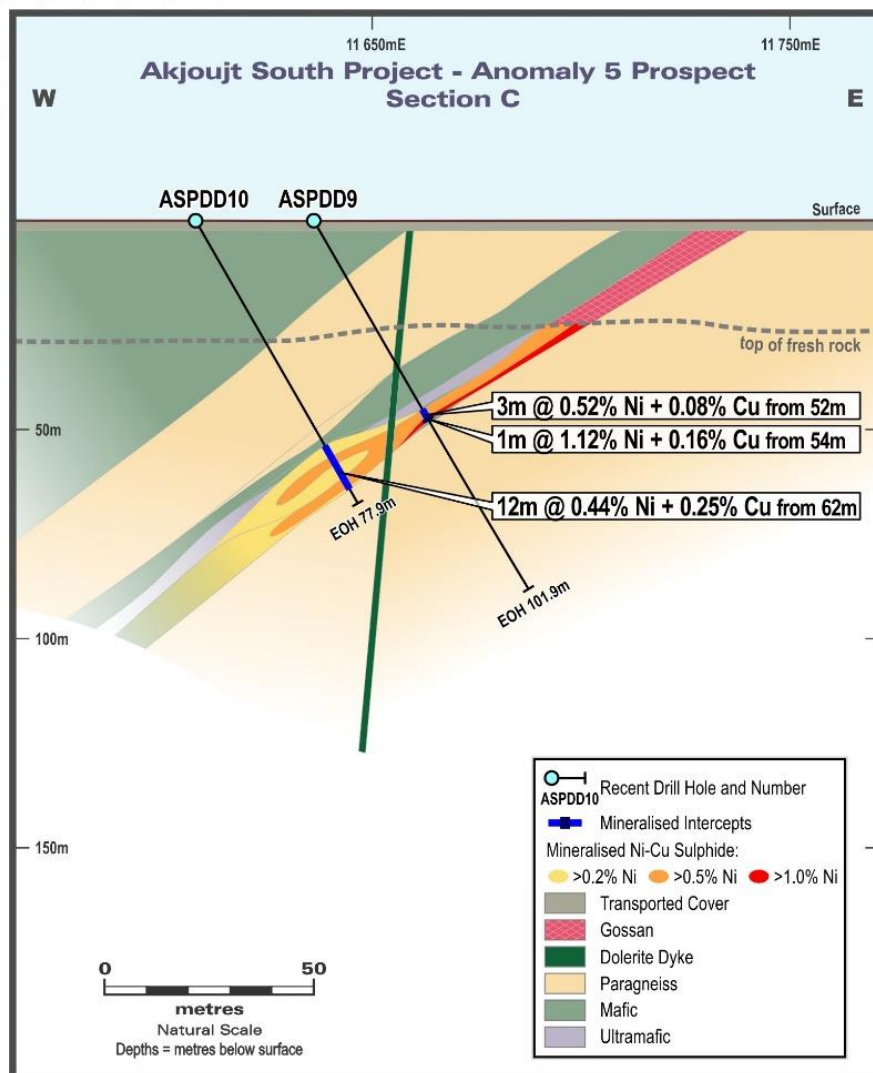 11 650mE
11 750mE
Akjoujt South Project - Anomaly 5 Prospect
Section C
W
E
ASPDD10
ASPDD9
Surface
top of fresh rock
3m @ 0.52% Ni + 0.08% Cu from 52m
50m
1m @ 1.12% Ni + 0.16% Cu from 54m
12m @ 0.44% Ni + 0.25% Cu from 62m
EOH 77.9m
EOH 101.9m
100m
150m
ASPDD10
Recent Drill Hole and Number
Mineralised Intercepts
Mineralised Ni-Cu Sulphide:
>0.2% Ni >0.5% Ni >1.0% Ni
Transported Cover
Gossan
Dolerite Dyke
Paragneiss
Mafic
Ultramafic
0 50
metres
Natural Scale
Depths = metres below surface